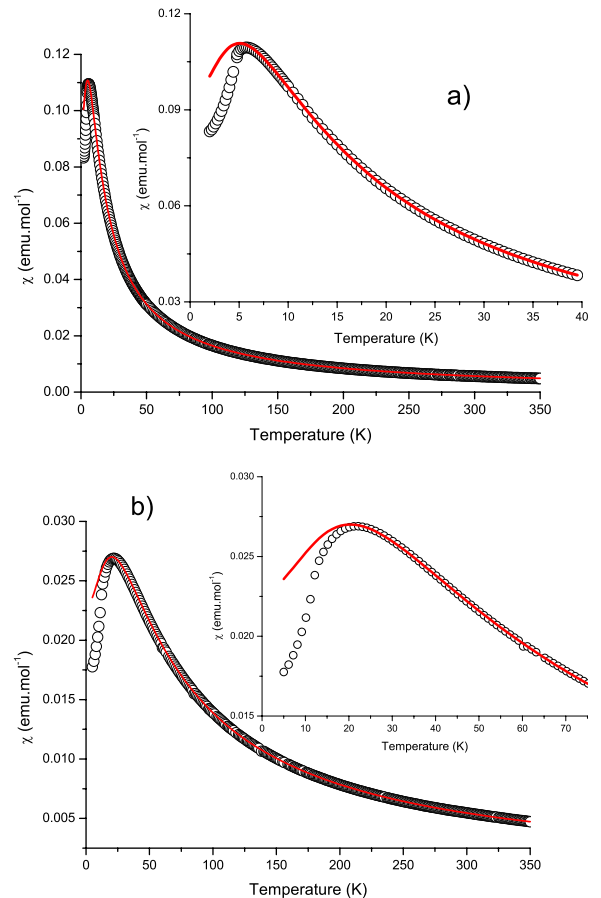 0.12
0.12
0.10
0.09
a)
0.08
χ (emu.mol⁻¹)
χ (emu.mol⁻¹)
0.06
0.06
0.04
0.03
0 5 10 15 20 25 30 35 40
Temperature (K)
0.02
0.00
0 50 100 150 200 250 300 350
Temperature (K)
b)
0.030
0.030
0.025
0.025
χ (emu.mol⁻¹)
χ (emu.mol⁻¹)
0.020
0.020
0.015
0.015
0 10 20 30 40 50 60 70
Temperature (K)
0.010
0.005
0 50 100 150 200 250 300 350
Temperature (K)